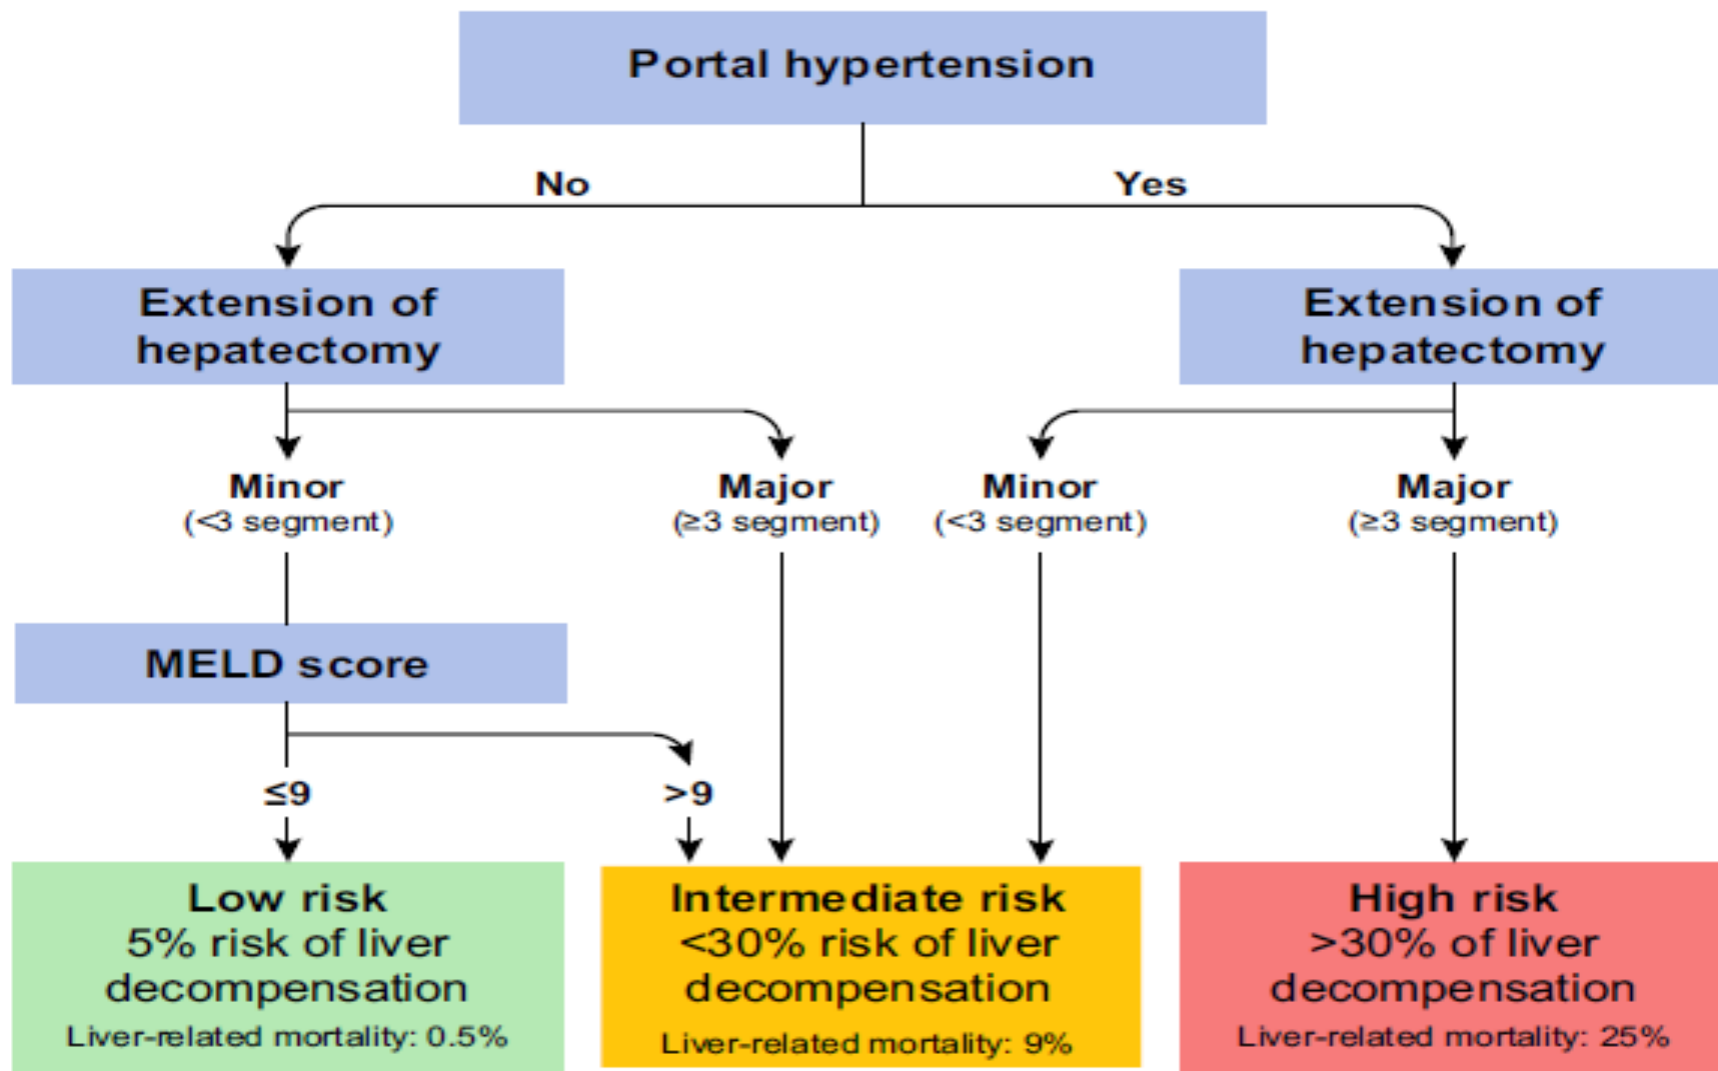 Portal hypertension
No
Yes
Extension of
hepatectomy
Extension of
hepatectomy
Minor
(<3 segment)
Major
(≥3 segment)
Minor
(<3 segment)
Major
(≥3 segment)
MELD score
≤9
>9
Low risk
5% risk of liver
decompensation
Liver-related mortality: 0.5%
Intermediate risk
<30% risk of liver
decompensation
Liver-related mortality: 9%
High risk
>30% of liver
decompensation
Liver-related mortality: 25%